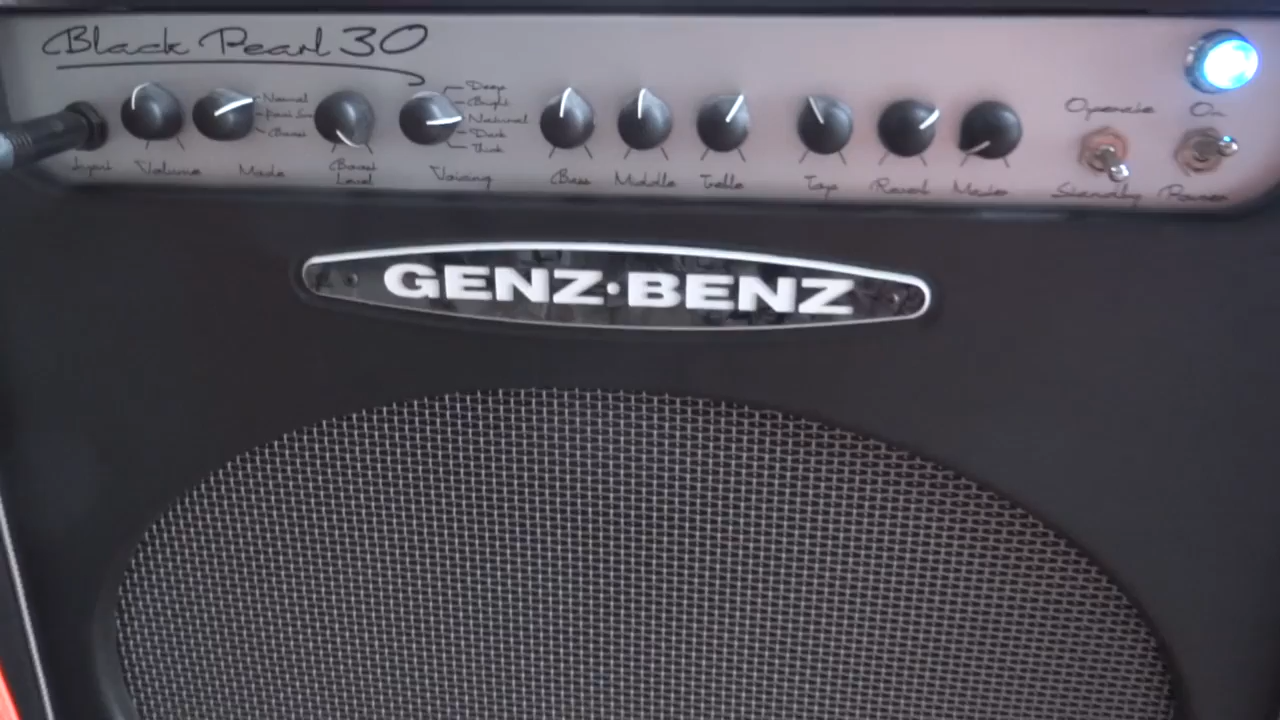 Black Pearl 30
Normal
Boost
Deep
Bright
Natural
Dark
Thick
Operate
On
Input
Volume
Mode
Boost
Level
Voicing
Bass
Middle
Treble
Top
Reverb
Master
Standby
Power
GENZ·BENZ